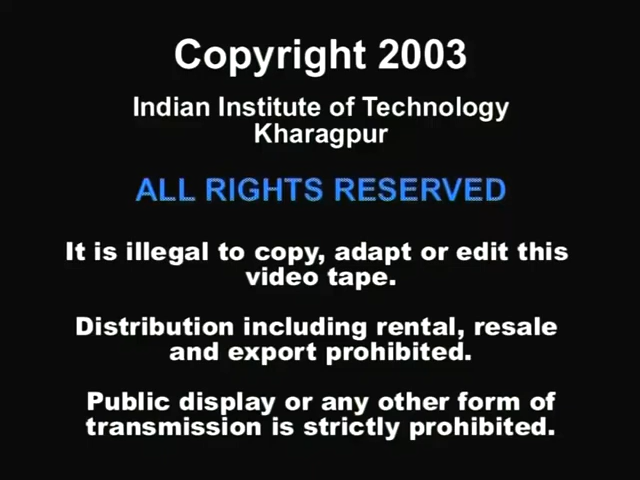 Copyright 2003
Indian Institute of Technology
Kharagpur
ALL RIGHTS RESERVED
It is illegal to copy, adapt or edit this
video tape.
Distribution including rental, resale
and export prohibited.
Public display or any other form of
transmission is strictly prohibited.